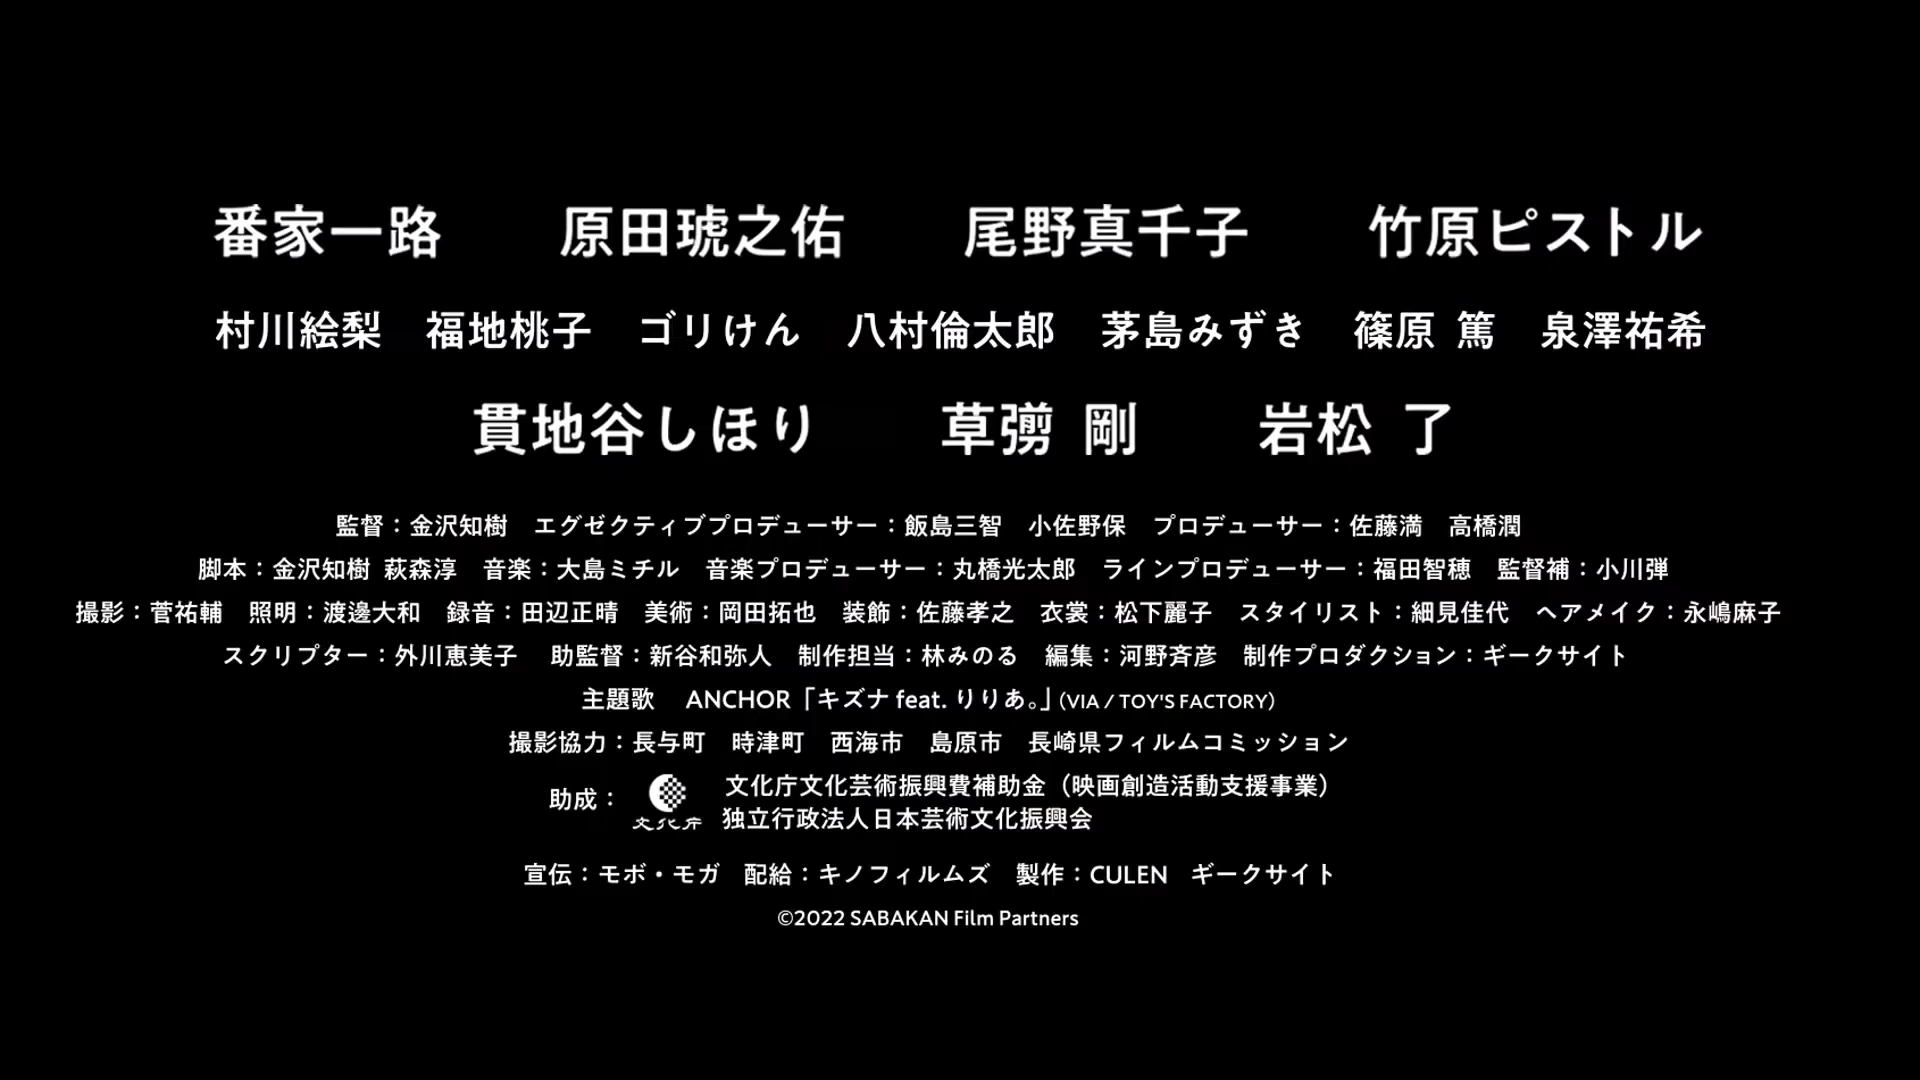 番家一路 原田琥之佑 尾野真千子 竹原ピストル
村川絵梨 福地桃子 ゴリけん 八村倫太郎 茅島みずき 篠原 篤 泉澤祐希
貫地谷しほり 草彅 剛 岩松 了
監督：金沢知樹 エグゼクティブプロデューサー：飯島三智 小佐野保 プロデューサー：佐藤満 高橋潤
脚本：金沢知樹 萩森淳 音楽：大島ミチル 音楽プロデューサー：丸橋光太郎 ラインプロデューサー：福田智穂 監督補：小川弾
撮影：菅祐輔 照明：渡邊大和 録音：田辺正晴 美術：岡田拓也 装飾：佐藤孝之 衣裳：松下麗子 スタイリスト：細見佳代 ヘアメイク：永嶋麻子
スクリプター：外川恵美子 助監督：新谷和弥人 制作担当：林みのる 編集：河野斉彦 制作プロダクション：ギークサイト
主題歌 ANCHOR「キズナ feat. りりあ。」（VIA / TOY'S FACTORY）
撮影協力：長与町 時津町 西海市 島原市 長崎県フィルムコミッション
助成： 文化庁 文化庁文化芸術振興費補助金（映画創造活動支援事業）
独立行政法人日本芸術文化振興会
宣伝：モボ・モガ 配給：キノフィルムズ 製作：CULEN ギークサイト
©2022 SABAKAN Film Partners